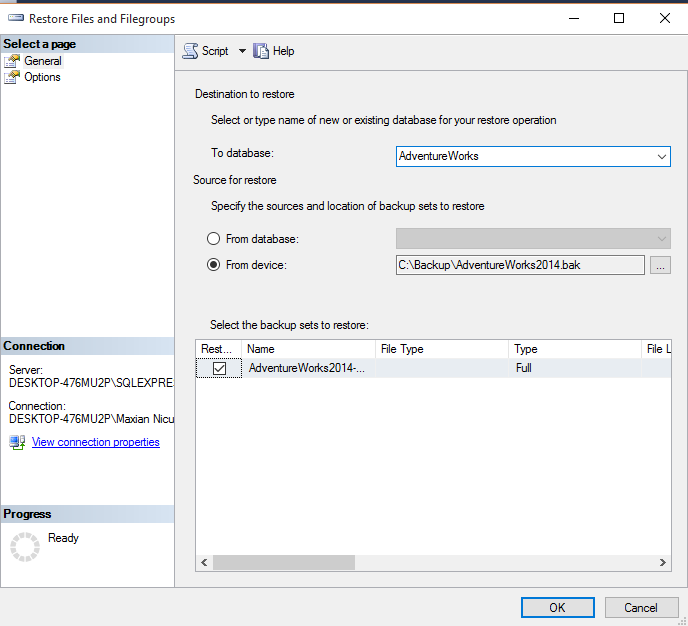 Restore Files and Filegroups
Select a page
General
Options
Script
Help
Destination to restore
Select or type name of new or existing database for your restore operation
To database:
AdventureWorks
Source for restore
Specify the sources and location of backup sets to restore
From database:
From device:
C:\Backup\AdventureWorks2014.bak
...
Select the backup sets to restore:
Rest... Name File Type Type File L
AdventureWorks2014-... Full
Connection
Server:
DESKTOP-476MU2P\SQLEXPRE
Connection:
DESKTOP-476MU2P\Maxian Nicu
View connection properties
Progress
Ready
OK
Cancel